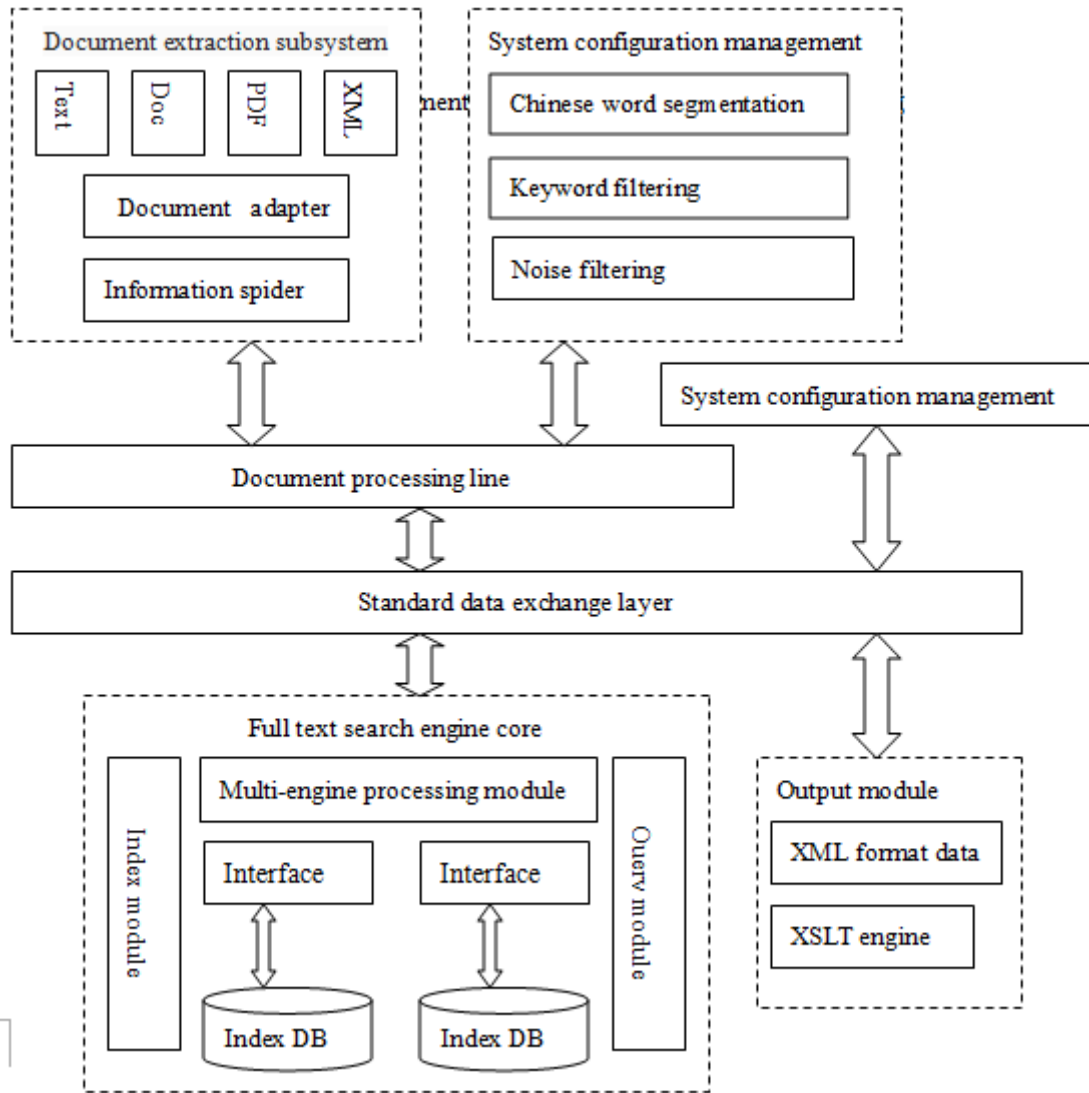 Document extraction subsystem
Text
Doc
PDF
XML
Document adapter
Information spider
ment
System configuration management
Chinese word segmentation
Keyword filtering
Noise filtering
System configuration management
Document processing line
Standard data exchange layer
Full text search engine core
Index module
Multi-engine processing module
Interface
Interface
Index DB
Index DB
Query module
Output module
XML format data
XSLT engine